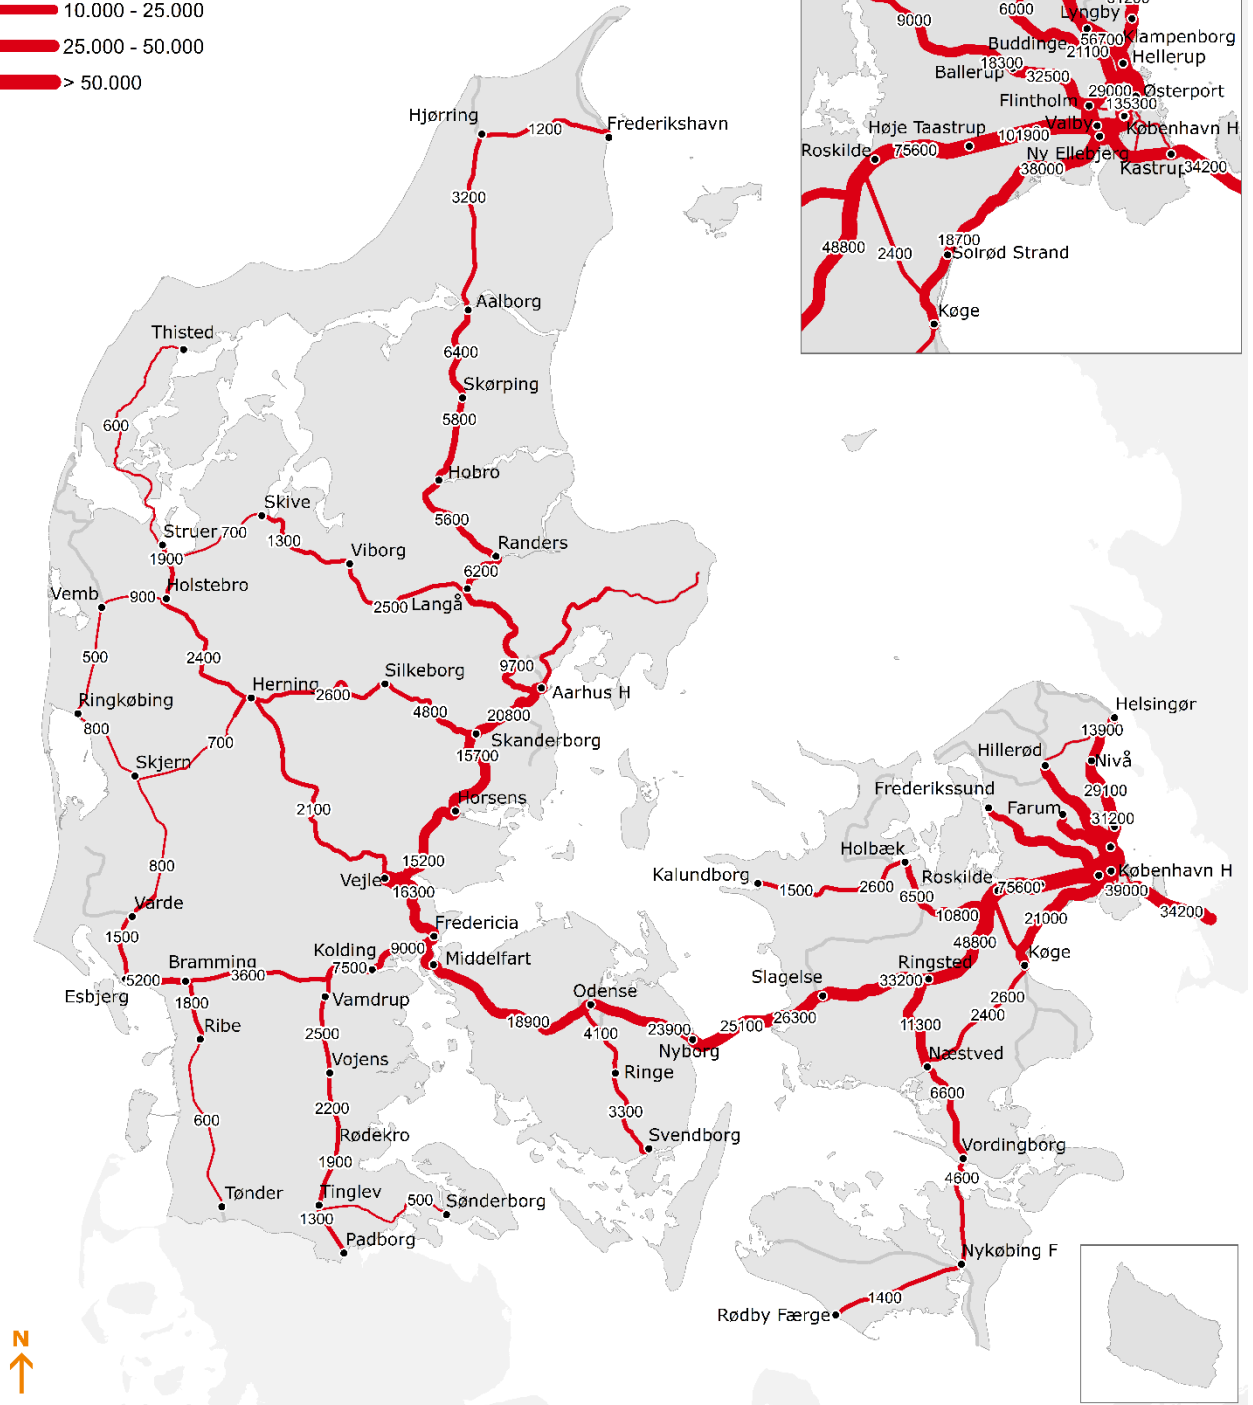 10.000 - 25.000
25.000 - 50.000
> 50.000
9000
6000
Lyngby
56700
Klampenborg
Buddinge
21100
Hellerup
18300
Ballerup
32500
29000
Østerport
Flintholm
135300
Høje Taastrup
101900
Valby
København H
Roskilde
75600
Ny Ellebjerg
38000
Kastrup
34200
48800
2400
18700
Solrød Strand
Køge
Hjørring
1200
Frederikshavn
3200
Aalborg
Thisted
6400
Skørping
600
5800
Hobro
Skive
5600
Struer
700
1300
Randers
1900
Viborg
6200
Vemb
900
Holstebro
2500
Langå
500
2400
9700
Silkeborg
Herning
2600
Aarhus H
Ringkøbing
4800
20800
800
700
Skanderborg
15700
Skjern
2100
Horsens
800
15200
Vejle
16300
Varde
1500
Fredericia
Kolding
9000
Bramming
3600
7500
Middelfart
5200
Esbjerg
1800
Vamdrup
Ribe
2500
Vojens
2200
600
Rødekro
1900
Tønder
Tinglev
500
Sønderborg
1300
Padborg
Odense
18900
4100
23900
Nyborg
25100
Ringe
3300
Svendborg
Helsingør
13900
Hillerød
Nivå
Frederikssund
29100
Farum
31200
Holbæk
Kalundborg
1500
2600
Roskilde
75600
København H
6500
39000
10800
21000
34200
48800
Køge
Slagelse
33200
Ringsted
26300
2600
11300
2400
Næstved
6600
Vordingborg
4600
Nykøbing F
1400
Rødby Færge
N